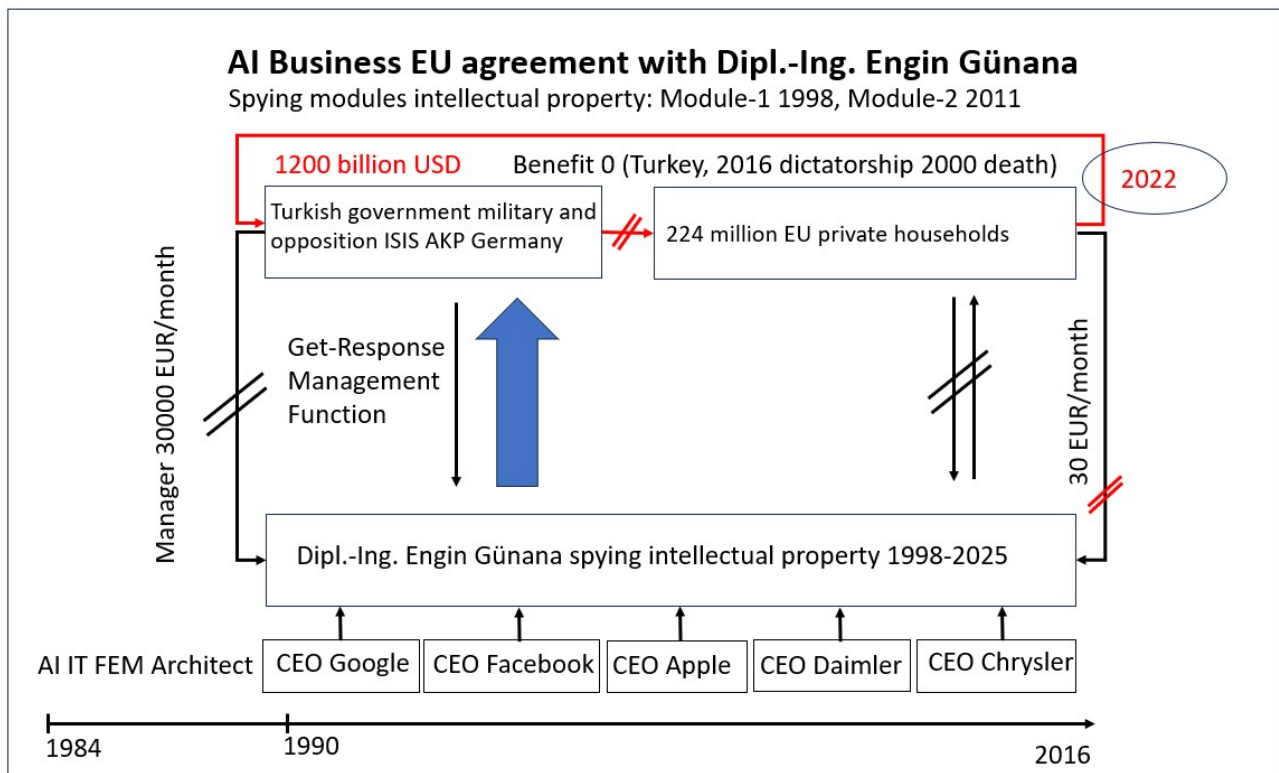 AI Business EU agreement with Dipl.-Ing. Engin Günana
Spying modules intellectual property: Module-1 1998, Module-2 2011
1200 billion USD
Benefit 0 (Turkey, 2016 dictatorship 2000 death)
2022
Turkish government military and
opposition ISIS AKP Germany
224 million EU private households
Manager 30000 EUR/month
Get-Response
Management
Function
30 EUR/month
Dipl.-Ing. Engin Günana spying intellectual property 1998-2025
AI IT FEM Architect
CEO Google
CEO Facebook
CEO Apple
CEO Daimler
CEO Chrysler
1984
1990
2016